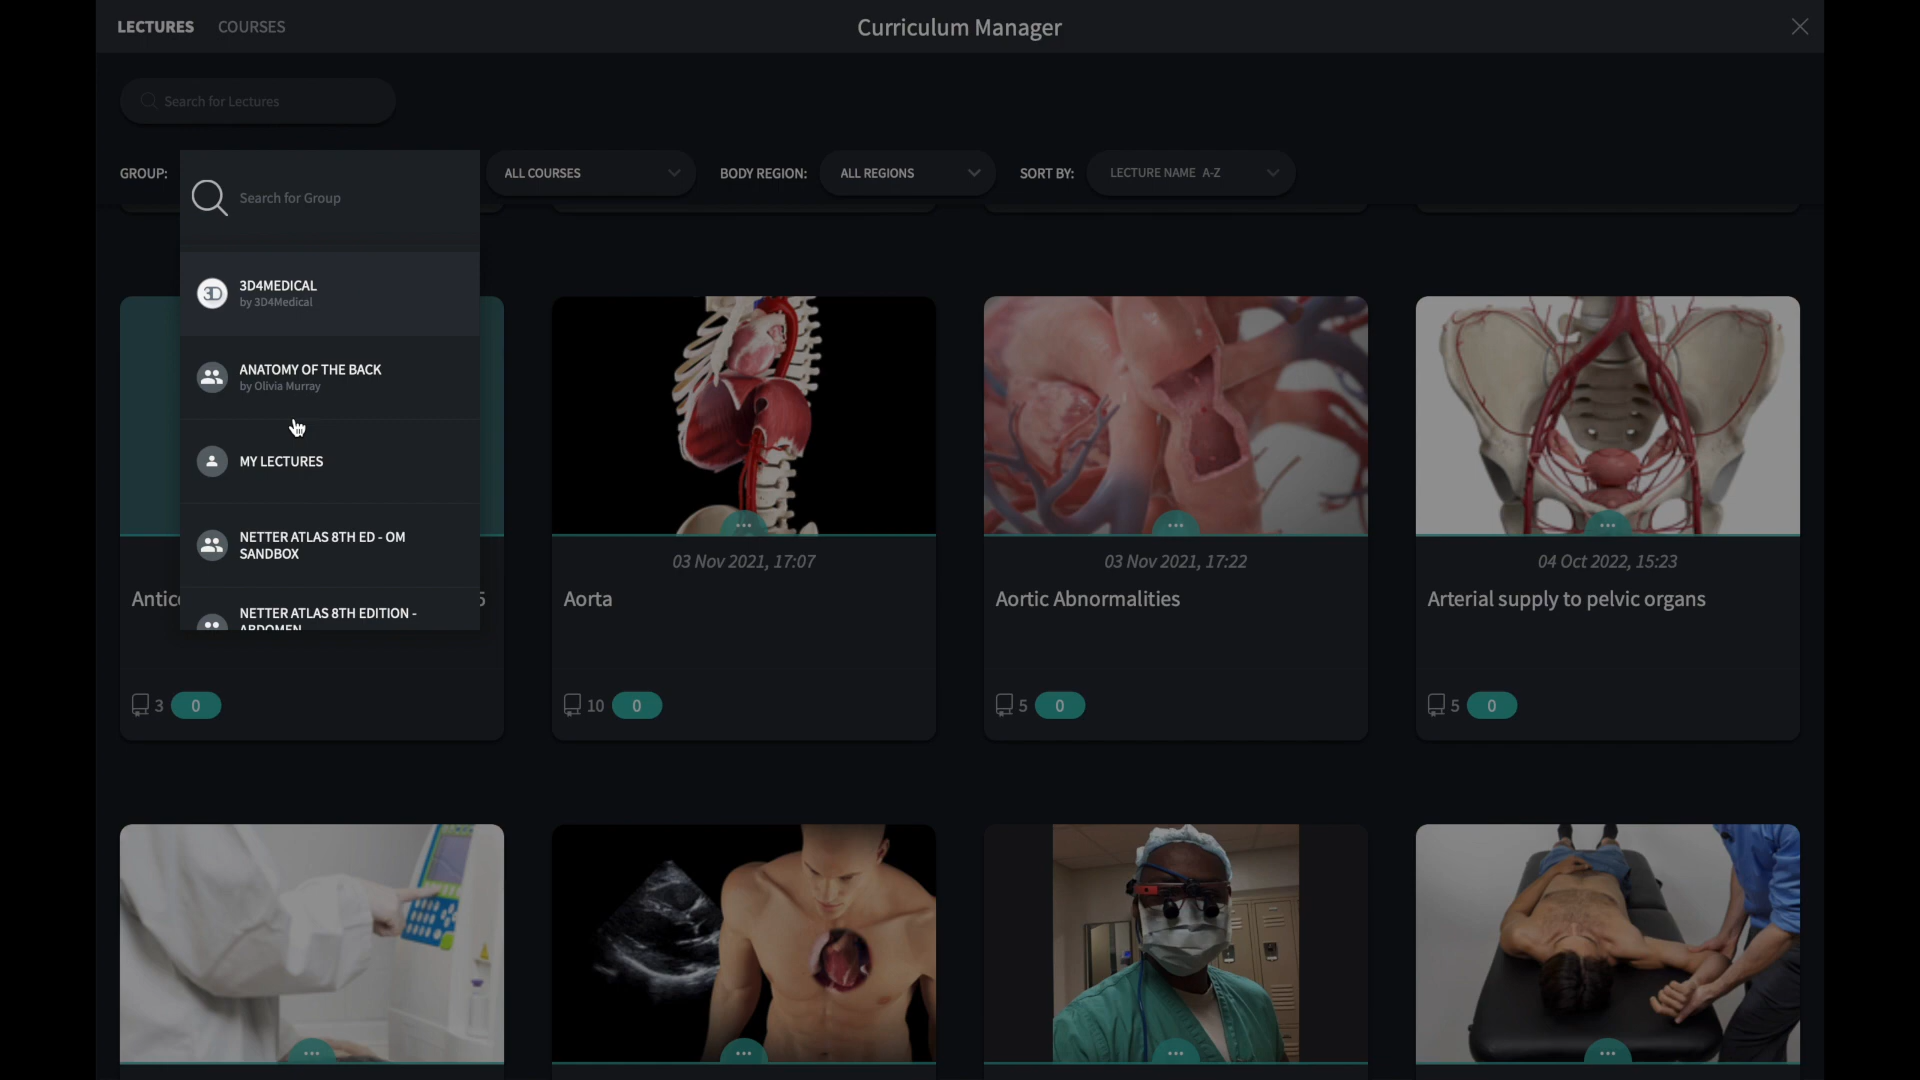 LECTURES COURSES Curriculum Manager
Search for Lectures
GROUP: ALL COURSES BODY REGION: ALL REGIONS SORT BY: LECTURE NAME A-Z
Search for Group
3D
3D4MEDICAL
by 3D4Medical
ANATOMY OF THE BACK
by Olivia Murray
MY LECTURES
NETTER ATLAS 8TH ED - OM
SANDBOX
NETTER ATLAS 8TH EDITION -
ABDOMEN
03 Nov 2021, 17:07
Aorta
03 Nov 2021, 17:22
Aortic Abnormalities
04 Oct 2022, 15:23
Arterial supply to pelvic organs
3 0
10 0
5 0
5 0